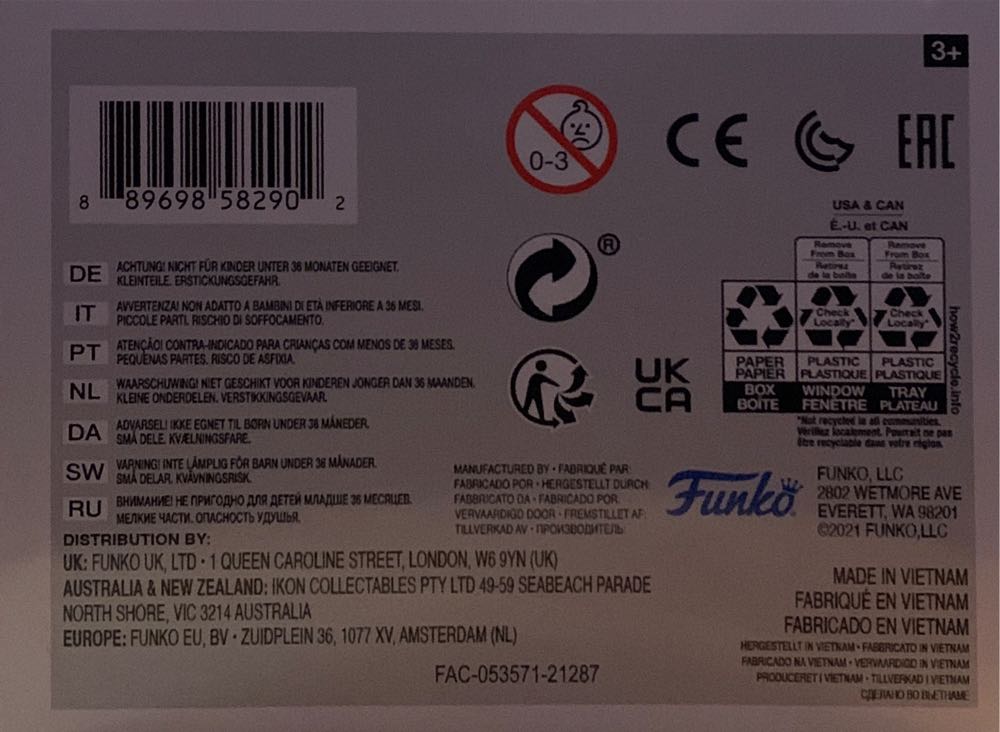 3+
8 89698 58290 2
0-3
CE
EAC
USA & CAN
É.-U. et CAN
Remove From Box
Retirez de la boîte
Remove From Box
Retirez de la boîte
Check Locally*
Check Locally*
PAPER
PAPIER
BOX
BOÎTE
PLASTIC
PLASTIQUE
WINDOW
FENÊTRE
PLASTIC
PLASTIQUE
TRAY
PLATEAU
how2recycle.info
*Not recycled in all communities.
Vérifiez localement. Pourrait ne pas
être recyclable dans votre région.
®
UK
CA
DE ACHTUNG! NICHT FÜR KINDER UNTER 36 MONATEN GEEIGNET.
KLEINTEILE. ERSTICKUNGSGEFAHR.
IT AVVERTENZA! NON ADATTO A BAMBINI DI ETÀ INFERIORE A 36 MESI.
PICCOLE PARTI. RISCHIO DI SOFFOCAMENTO.
PT ATENÇÃO! CONTRA-INDICADO PARA CRIANÇAS COM MENOS DE 36 MESES.
PEQUENAS PARTES. RISCO DE ASFIXIA.
NL WAARSCHUWING! NIET GESCHIKT VOOR KINDEREN JONGER DAN 36 MAANDEN.
KLEINE ONDERDELEN. VERSTIKKINGSGEVAAR.
DA ADVARSEL! IKKE EGNET TIL BØRN UNDER 36 MÅNEDER.
SMÅ DELE. KVÆLNINGSFARE.
SW VARNING! INTE LÄMPLIG FÖR BARN UNDER 36 MÅNADER.
SMÅ DELAR. KVÄVNINGSRISK.
RU ВНИМАНИЕ! НЕ ПРИГОДНО ДЛЯ ДЕТЕЙ МЛАДШЕ 36 МЕСЯЦЕВ.
МЕЛКИЕ ЧАСТИ. ОПАСНОСТЬ УДУШЬЯ.
MANUFACTURED BY • FABRIQUÉ PAR:
FABRICADO POR • HERGESTELLT DURCH:
FABBRICATO DA • FABRICADO POR:
VERVAARDIGD DOOR • FREMSTILLET AF:
TILLVERKAD AV • ПРОИЗВОДИТЕЛЬ:
Funko
FUNKO, LLC
2802 WETMORE AVE
EVERETT, WA 98201
©2021 FUNKO,LLC
DISTRIBUTION BY:
UK: FUNKO UK, LTD • 1 QUEEN CAROLINE STREET, LONDON, W6 9YN (UK)
AUSTRALIA & NEW ZEALAND: IKON COLLECTABLES PTY LTD 49-59 SEABEACH PARADE
NORTH SHORE, VIC 3214 AUSTRALIA
EUROPE: FUNKO EU, BV • ZUIDPLEIN 36, 1077 XV, AMSTERDAM (NL)
FAC-053571-21287
MADE IN VIETNAM
FABRIQUÉ EN VIETNAM
FABRICADO EN VIETNAM
HERGESTELLT IN VIETNAM • FABBRICATO IN VIETNAM
FABRICADO NA VIETNAM • VERVAARDIGD IN VIETNAM
PRODUCERET I VIETNAM • TILLVERKAD I VIETNAM
СДЕЛАНО ВО ВЬЕТНАМЕ